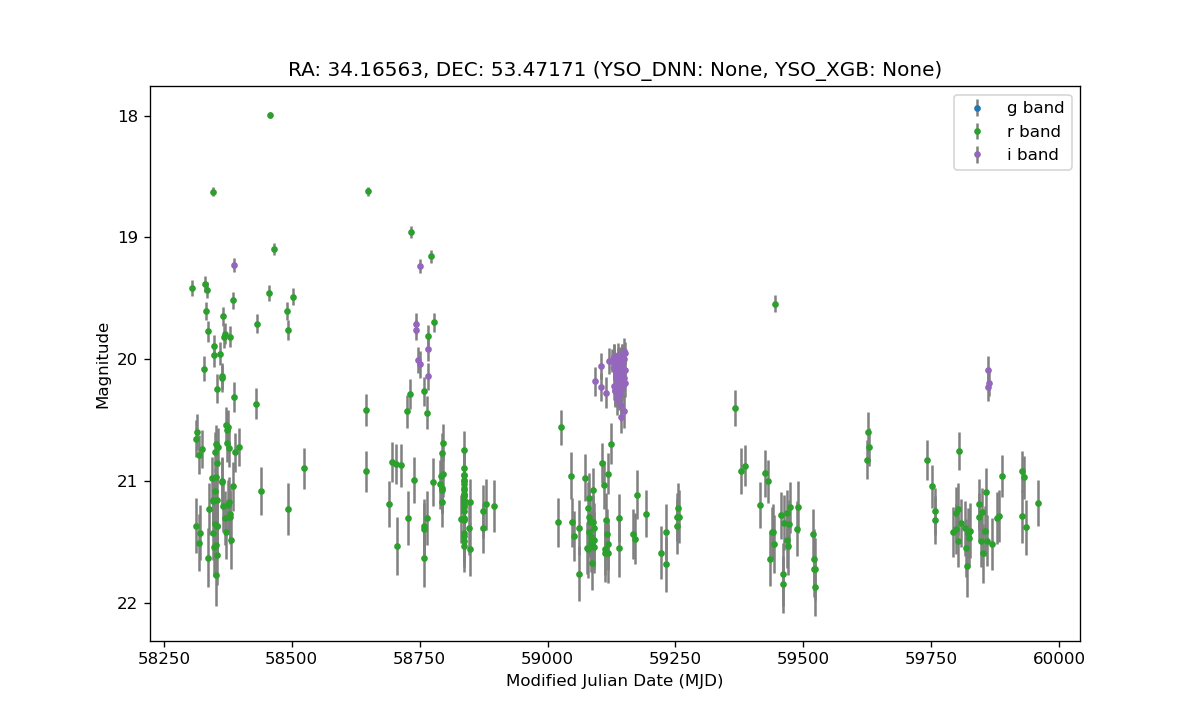 RA: 34.16563, DEC: 53.47171 (YSO_DNN: None, YSO_XGB: None)
g band
r band
i band
18
19
20
21
22
Magnitude
58250 58500 58750 59000 59250 59500 59750 60000
Modified Julian Date (MJD)